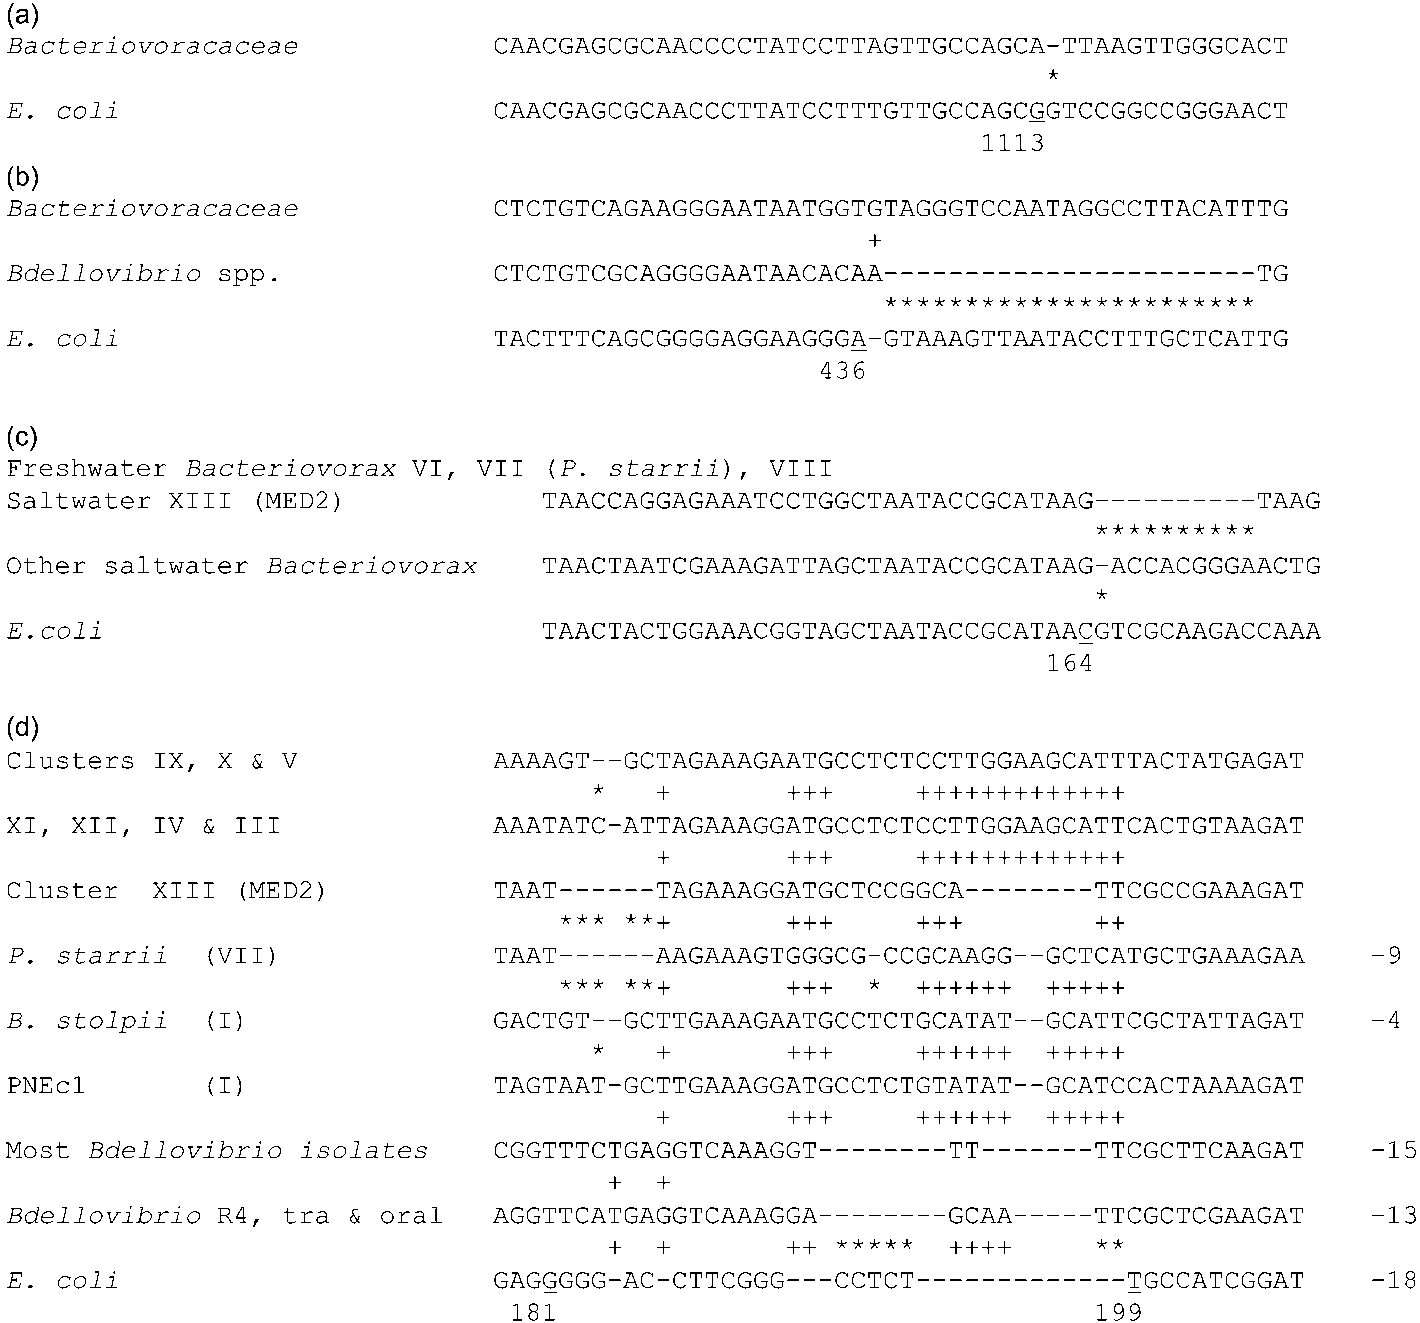 (a)
Bacteriovoracaceae CAACGAGCGCAACCCCTATCCTTAGTTGCCAGCA-TTAAGTTGGGCACT
*
E. coli CAACGAGCGCAACCCTTATCCTTTGTTGCCAGCGGTCCGGCCGGGAACT
1113
(b)
Bacteriovoracaceae CTCTGTCAGAAGGGAATAATGGTGTAGGGTCCAATAGGCCTTACATTTG
+
Bdellovibrio spp. CTCTGTCGCAGGGGAATAACACAA-----------------------TG
***********************
E. coli TACTTTCAGCGGGGAGGAAGGGA-GTAAAGTTAATACCTTTGCTCATTG
436
(c)
Freshwater Bacteriovorax VI, VII (P. starrii), VIII
Saltwater XIII (MED2) TAACCAGGAGAAATCCTGGCTAATACCGCATAAG----------TAAG
**********
Other saltwater Bacteriovorax TAACTAATCGAAAGATTAGCTAATACCGCATAAG-ACCACGGGAACTG
*
E.coli TAACTACTGGAAACGGTAGCTAATACCGCATAACGTCGCAAGACCAAA
164
(d)
Clusters IX, X & V AAAAGT--GCTAGAAAGAATGCCTCTCCTTGGAAGCATTTACTATGAGAT
* + +++ +++++++++++++
XI, XII, IV & III AAATATC-ATTAGAAAGGATGCCTCTCCTTGGAAGCATTCACTGTAAGAT
+ +++ +++++++++++++
Cluster XIII (MED2) TAAT------TAGAAAGGATGCTCCGGCA--------TTCGCCGAAAGAT
*** **+ +++ +++ ++
P. starrii (VII) TAAT------AAGAAAGTGGGCG-CCGCAAGG--GCTCATGCTGAAAGAA -9
*** **+ +++ * ++++++ +++++
B. stolpii (I) GACTGT--GCTTGAAAGAATGCCTCTGCATAT--GCATTCGCTATTAGAT -4
* + +++ ++++++ +++++
PNEc1 (I) TAGTAAT-GCTTGAAAGGATGCCTCTGTATAT--GCATCCACTAAAAGAT
+ +++ ++++++ +++++
Most Bdellovibrio isolates CGGTTTCTGAGGTCAAAGGT--------TT-------TTCGCTTCAAGAT -15
+ +
Bdellovibrio R4, tra & oral AGGTTCATGAGGTCAAAGGA--------GCAA-----TTCGCTCGAAGAT -13
+ + ++ ***** ++++ **
E. coli GAGGGGG-AC-CTTCGGG---CCTCT-------------TGCCATCGGAT -18
181 199